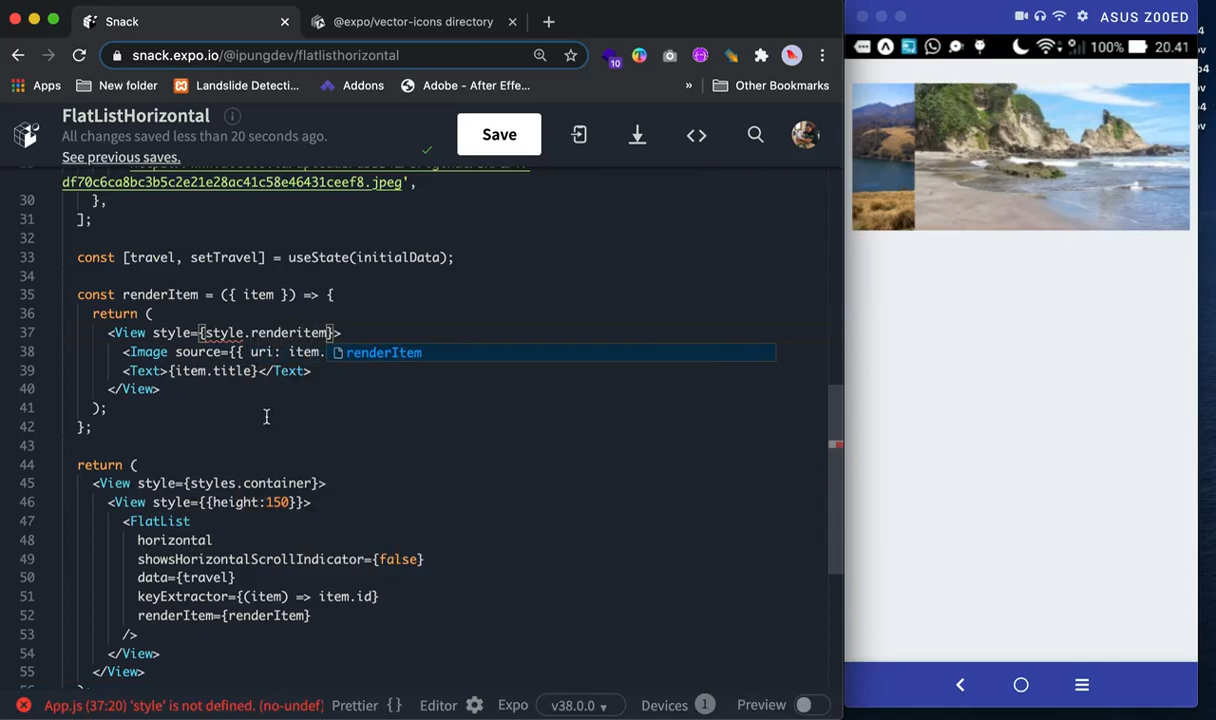 Snack
@expo/vector-icons directory
ASUS Z00ED
snack.expo.io/@ipungdev/flatlisthorizontal
10
100% 20.41
Apps New folder Landslide Detecti... Addons Adobe - After Effe... » Other Bookmarks
FlatListHorizontal
All changes saved less than 20 seconds ago.
See previous saves.
Save
df70c6ca8bc3b5c2e21e28ac41c58e46431ceef8.jpeg',
30 },
31 ];
32
33 const [travel, setTravel] = useState(initialData);
34
35 const renderItem = ({ item }) => {
36 return (
37 <View style={style.renderitem}>
38 <Image source={{ uri: item. renderItem
39 <Text>{item.title}</Text>
40 </View>
41 );
42 };
43
44 return (
45 <View style={styles.container}>
46 <View style={{height:150}}>
47 <FlatList
48 horizontal
49 showsHorizontalScrollIndicator={false}
50 data={travel}
51 keyExtractor={(item) => item.id}
52 renderItem={renderItem}
53 />
54 </View>
55 </View>
App.js (37:20) 'style' is not defined. (no-undef) Prettier {} Editor Expo v38.0.0 Devices 1 Preview